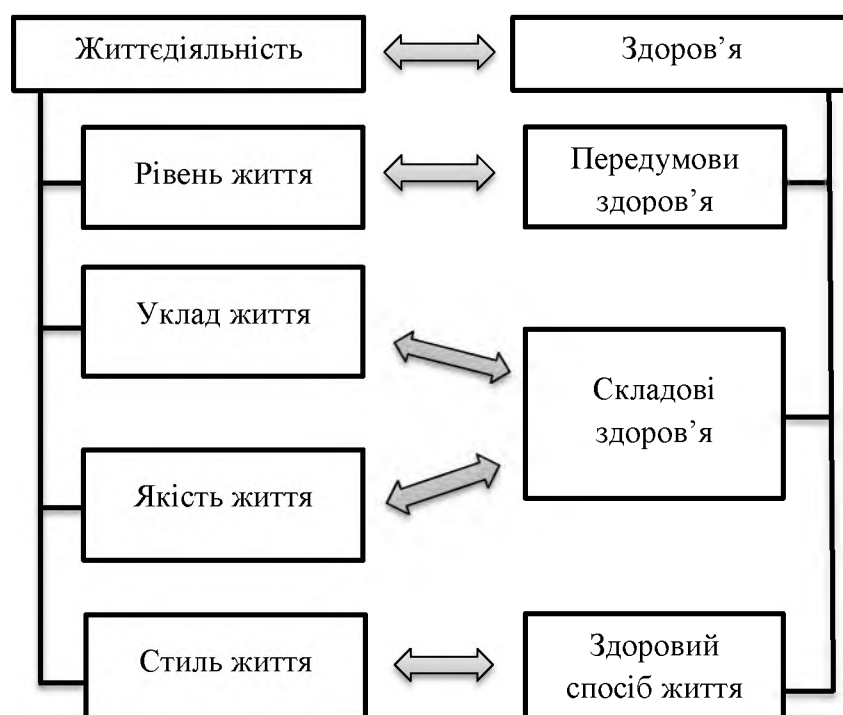 Життєдіяльність
Здоров’я
Рівень життя
Передумови
здоров’я
Уклад життя
Складові
здоров’я
Якість життя
Стиль життя
Здоровий
спосіб життя